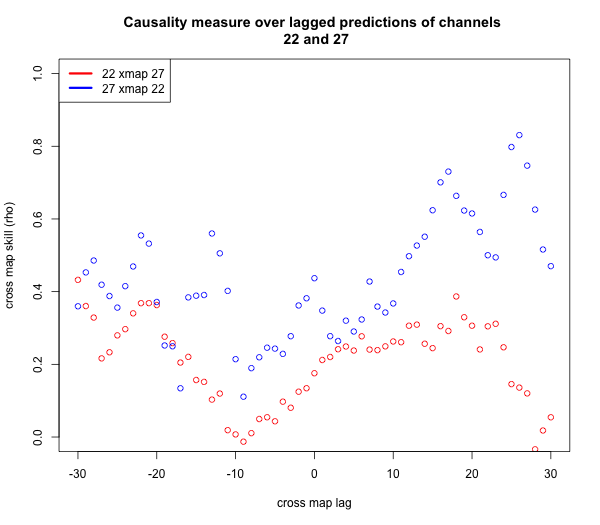 Causality measure over lagged predictions of channels
22 and 27
22 xmap 27
27 xmap 22
cross map skill (rho)
1.0
0.8
0.6
0.4
0.2
0.0
-30 -20 -10 0 10 20 30
cross map lag